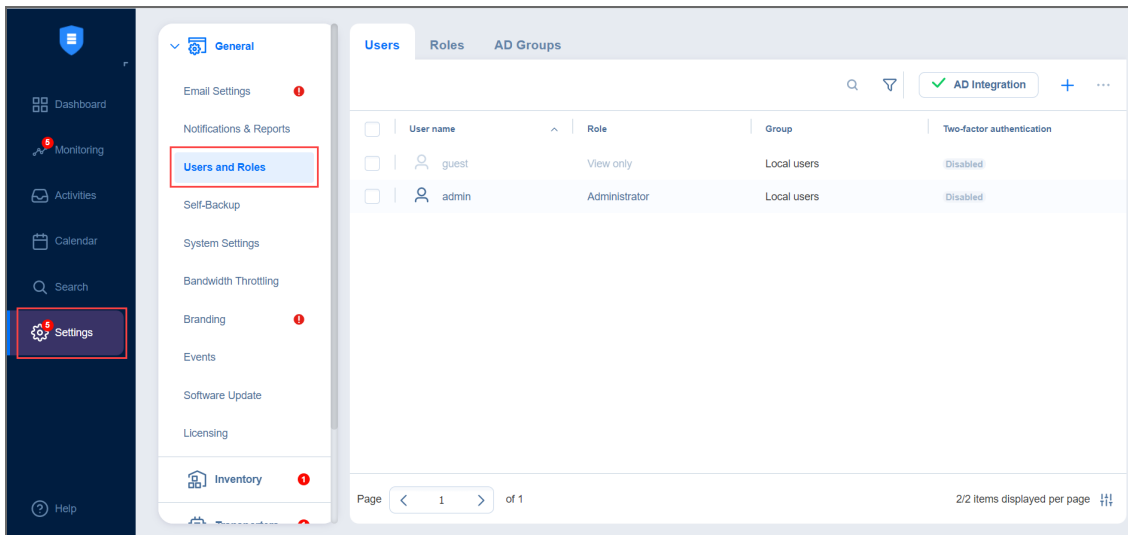 Dashboard
5
Monitoring
Activities
Calendar
Search
5
Settings
Help
General
Email Settings !
Notifications & Reports
Users and Roles
Self-Backup
System Settings
Bandwidth Throttling
Branding !
Events
Software Update
Licensing
Inventory 1
Users Roles AD Groups
AD Integration
User name Role Group Two-factor authentication
guest View only Local users Disabled
admin Administrator Local users Disabled
Page 1 of 1
2/2 items displayed per page